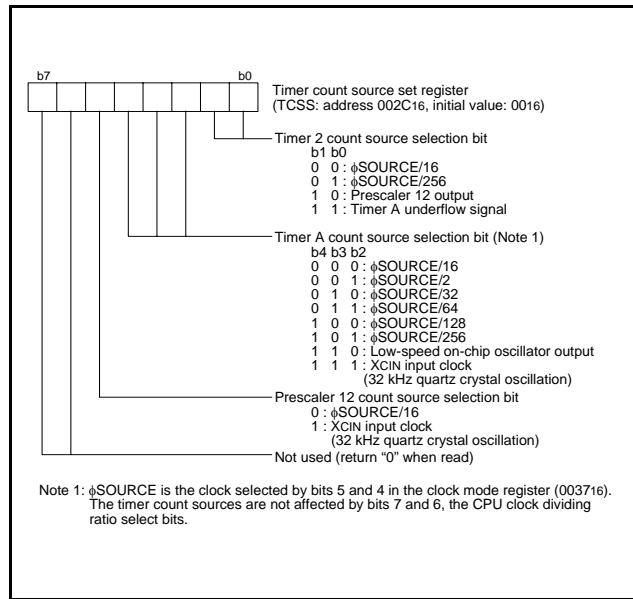 b7 b0
Timer count source set register
(TCSS: address 002C16, initial value: 0016)
Timer 2 count source selection bit
b1 b0
0 0 : ϕSOURCE/16
0 1 : ϕSOURCE/256
1 0 : Prescaler 12 output
1 1 : Timer A underflow signal
Timer A count source selection bit (Note 1)
b4 b3 b2
0 0 0 : ϕSOURCE/16
0 0 1 : ϕSOURCE/2
0 1 0 : ϕSOURCE/32
0 1 1 : ϕSOURCE/64
1 0 0 : ϕSOURCE/128
1 0 1 : ϕSOURCE/256
1 1 0 : Low-speed on-chip oscillator output
1 1 1 : XCIN input clock
(32 kHz quartz crystal oscillation)
Prescaler 12 count source selection bit
0 : ϕSOURCE/16
1 : XCIN input clock
(32 kHz quartz crystal oscillation)
Not used (return “0” when read)
Note 1: ϕSOURCE is the clock selected by bits 5 and 4 in the clock mode register (003716).
The timer count sources are not affected by bits 7 and 6, the CPU clock dividing
ratio select bits.